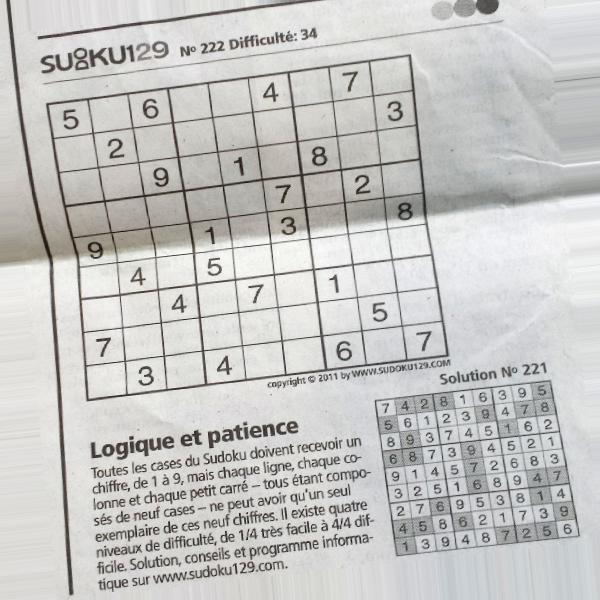 SUDOKU129 No 222 Difficulté: 34
5 6 4 7
2 3
9 1 8
7 2
9 1 3 8
4 5
4 7 1
7 5
3 4 6 7
copyright © 2011 by WWW.SUDOKU129.COM
Logique et patience
Toutes les cases du Sudoku doivent recevoir un
chiffre, de 1 à 9, mais chaque ligne, chaque co-
lonne et chaque petit carré – tous étant compo-
sés de neuf cases – ne peut avoir qu'un seul
exemplaire de ces neuf chiffres. Il existe quatre
niveaux de difficulté, de 1/4 très facile à 4/4 dif-
ficile. Solution, conseils et programme informa-
tique sur www.sudoku129.com.
Solution No 221
7 4 2 8 1 6 3 9 5
5 6 1 2 3 9 4 7 8
8 9 3 7 4 5 1 6 2
6 8 7 3 9 4 5 2 1
9 1 4 5 7 2 6 8 3
3 2 5 1 6 8 9 4 7
2 7 6 9 5 3 8 1 4
4 5 8 6 2 1 7 3 9
1 3 9 4 8 7 2 5 6